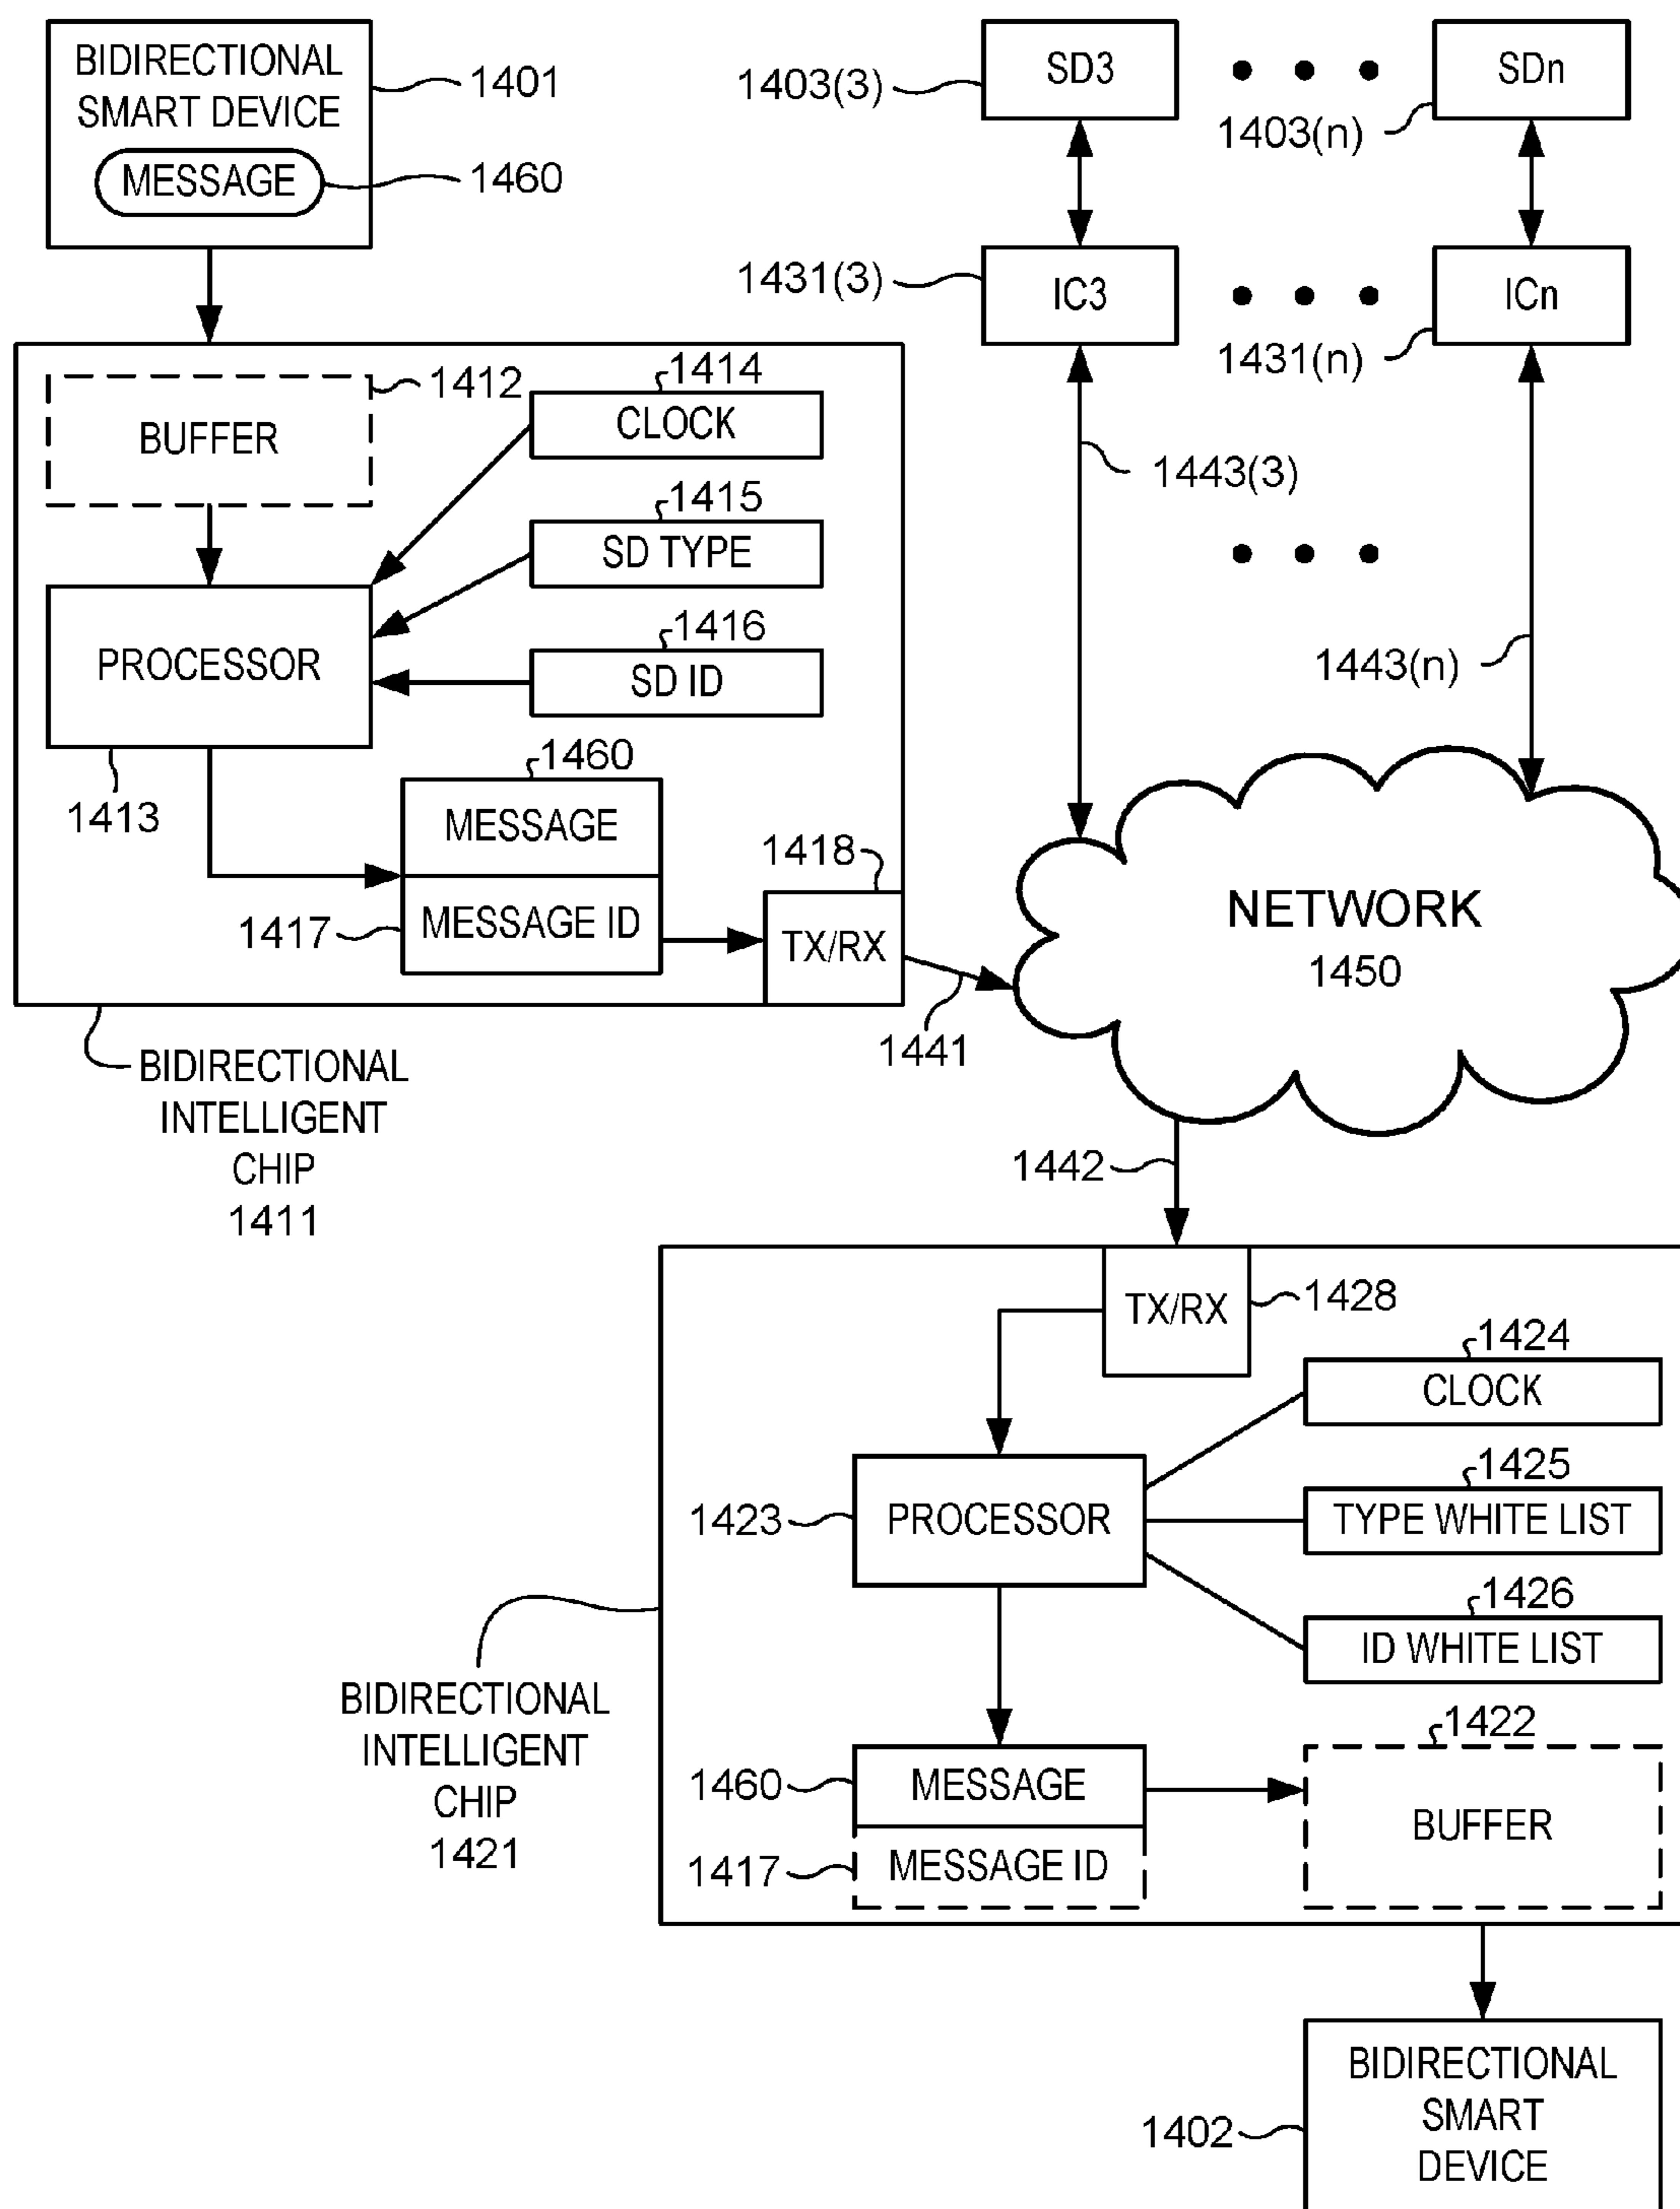 BIDIRECTIONAL
SMART DEVICE
MESSAGE
1401
1460
SD3
1403(3)
SDn
1403(n)
IC3
1431(3)
ICn
1431(n)
1443(3)
1443(n)
BUFFER
1412
1414
CLOCK
1415
SD TYPE
1416
SD ID
PROCESSOR
1413
1460
MESSAGE
MESSAGE ID
1417
1418
TX/RX
1441
NETWORK
1450
BIDIRECTIONAL
INTELLIGENT
CHIP
1411
1442
TX/RX
1428
1424
CLOCK
1425
TYPE WHITE LIST
1426
ID WHITE LIST
1423
PROCESSOR
BIDIRECTIONAL
INTELLIGENT
CHIP
1421
1460
MESSAGE
1417
MESSAGE ID
1422
BUFFER
1402
BIDIRECTIONAL
SMART
DEVICE